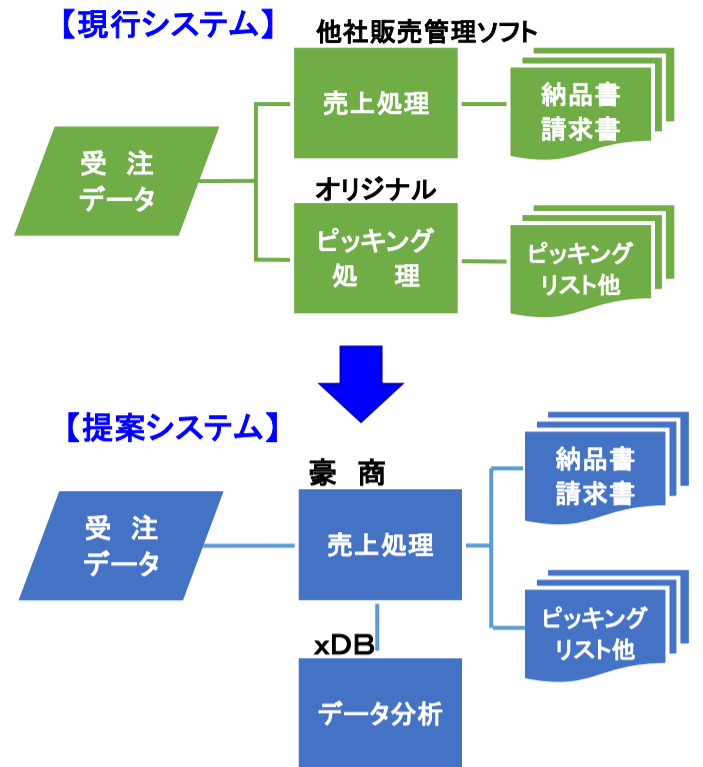 【現行システム】
他社販売管理ソフト
売上処理
納品書
請求書
受　注
データ
オリジナル
ピッキング
処　　理
ピッキング
リスト他
【提案システム】
豪　商
納品書
請求書
受　注
データ
売上処理
ピッキング
リスト他
xDB
データ分析